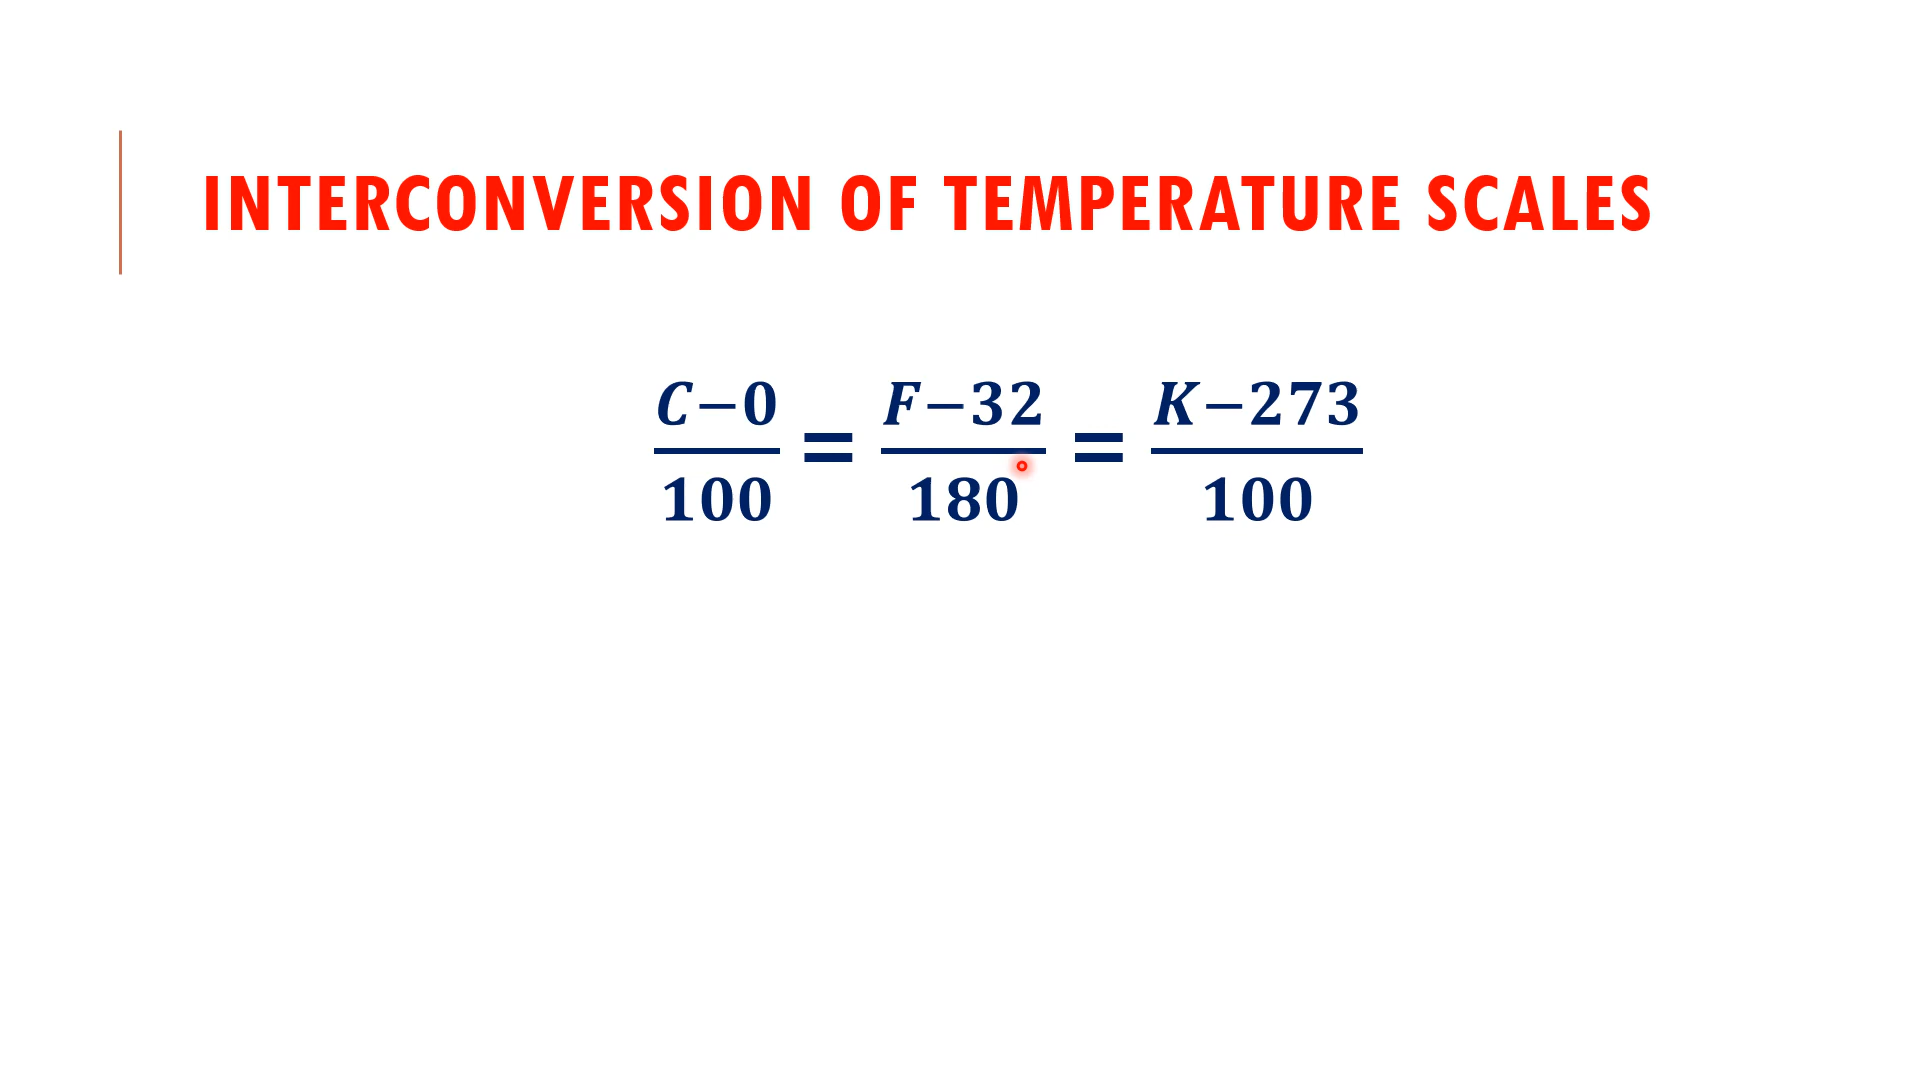 INTERCONVERSION OF TEMPERATURE SCALES
C−0/100 = F−32/180 = K−273/100